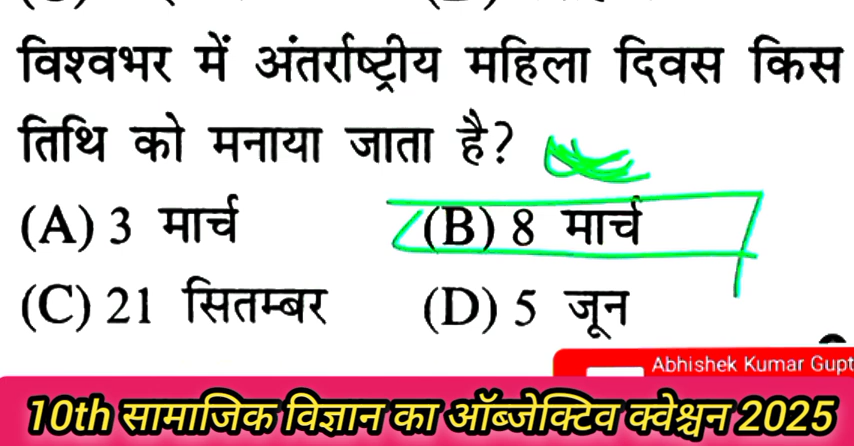 विश्वभर में अंतर्राष्ट्रीय महिला दिवस किस
तिथि को मनाया जाता है?
(A) 3 मार्च (B) 8 मार्च
(C) 21 सितम्बर (D) 5 जून
Abhishek Kumar Gupt
10th सामाजिक विज्ञान का ऑब्जेक्टिव क्वेश्चन 2025